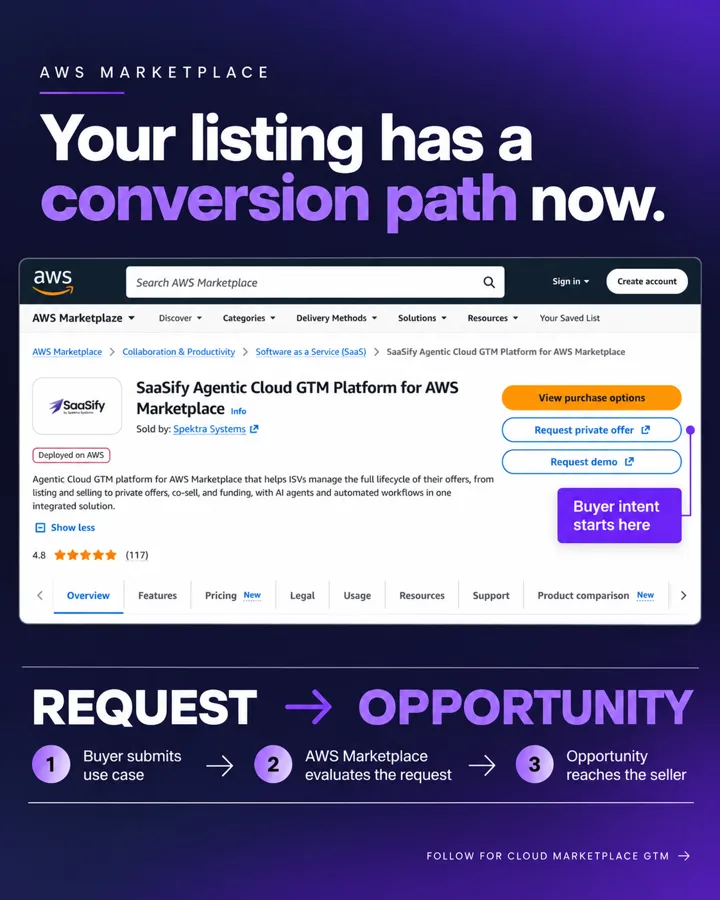 AWS MARKETPLACE
Your listing has a
conversion path now.
aws
Search AWS Marketplace
Sign in
Create account
AWS Marketplaze
Discover
Categories
Delivery Methods
Solutions
Resources
Your Saved List
AWS Marketplace > Collaboration & Productivity > Software as a Service (SaaS) > SaaSify Agentic Cloud GTM Platform for AWS Marketplace
SaaSify
by Spektra Systems
SaaSify Agentic Cloud GTM Platform for AWS
Marketplace Info
Sold by: Spektra Systems
View purchase options
Request private offer
Request demo
Deployed on AWS
Agentic Cloud GTM platform for AWS Marketplace that helps ISVs manage the full lifecycle of their offers, from
listing and selling to private offers, co-sell, and funding, with AI agents and automated workflows in one
integrated solution.
Buyer intent
starts here
Show less
4.8 (117)
Overview
Features
Pricing New
Legal
Usage
Resources
Support
Product comparison New
REQUEST → OPPORTUNITY
1 Buyer submits
use case
2 AWS Marketplace
evaluates the request
3 Opportunity
reaches the seller
FOLLOW FOR CLOUD MARKETPLACE GTM →